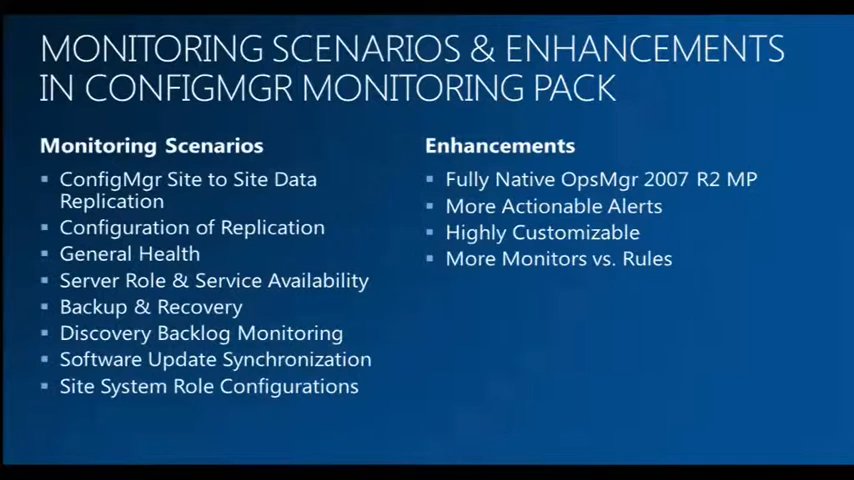 MONITORING SCENARIOS & ENHANCEMENTS
IN CONFIGMGR MONITORING PACK
Monitoring Scenarios
▪ ConfigMgr Site to Site Data
Replication
▪ Configuration of Replication
▪ General Health
▪ Server Role & Service Availability
▪ Backup & Recovery
▪ Discovery Backlog Monitoring
▪ Software Update Synchronization
▪ Site System Role Configurations
Enhancements
▪ Fully Native OpsMgr 2007 R2 MP
▪ More Actionable Alerts
▪ Highly Customizable
▪ More Monitors vs. Rules